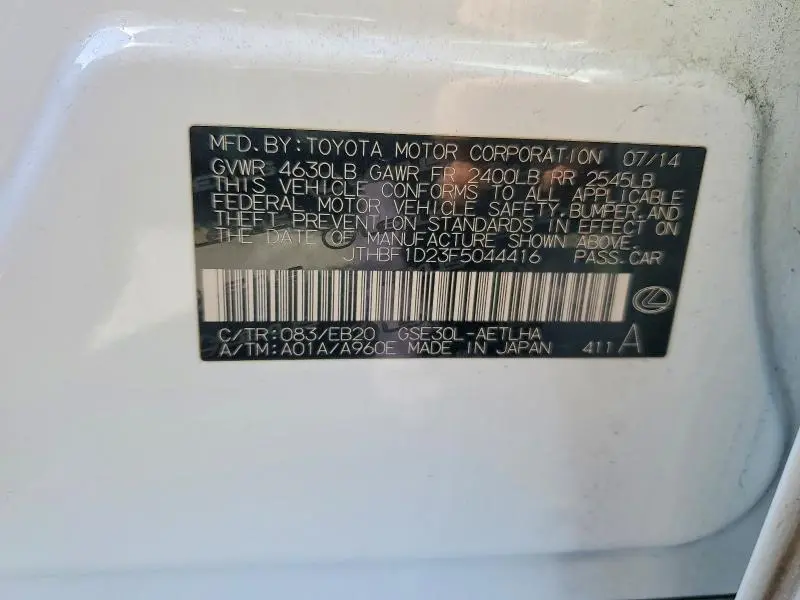 MFD.BY:TOYOTA MOTOR CORPORATION 07/14
GVWR 4630LB GAWR FR 2400LB RR 2545LB
THIS VEHICLE CONFORMS TO ALL APPLICABLE
FEDERAL MOTOR VEHICLE SAFETY,BUMPER,AND
THEFT PREVENTION STANDARDS IN EFFECT ON
THE DATE OF MANUFACTURE SHOWN ABOVE.
JTHBF1D23F5044416 PASS.CAR
C/TR:083/EB20 GSE30L-AETLHA
A/TM:A01A/A960E MADE IN JAPAN 411 A